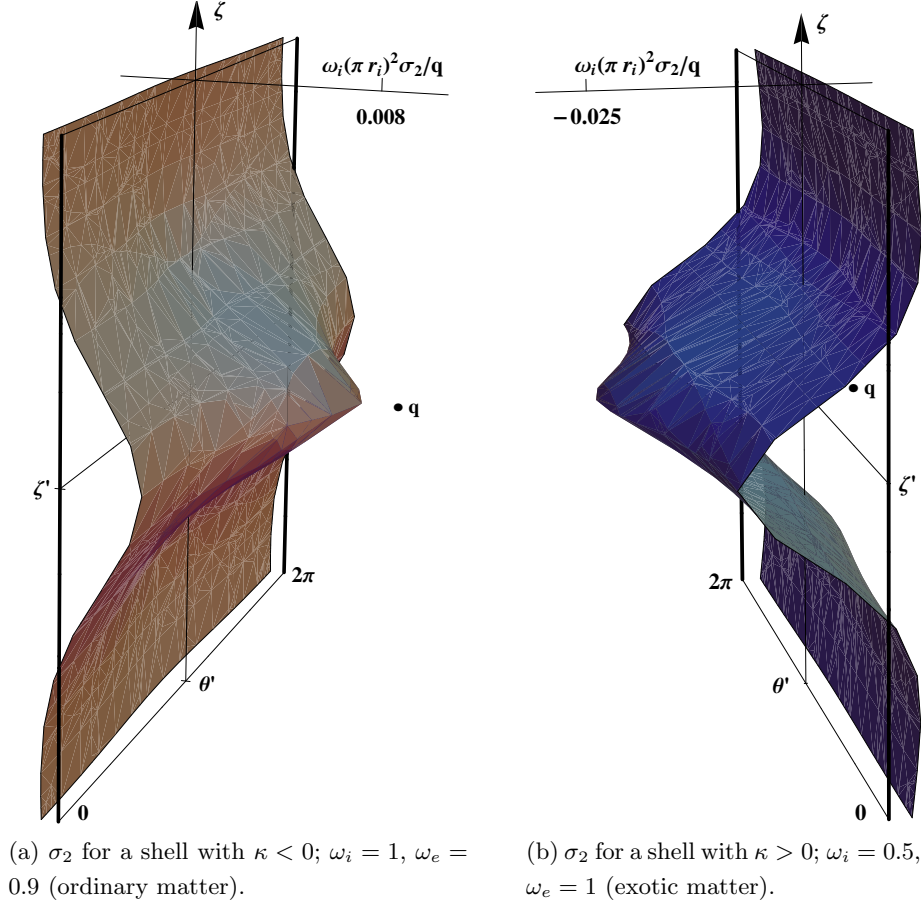 ζ
ω_i(π r_i)^2σ_2/q
0.008
q
ζ'
2π
θ'
0
ζ
ω_i(π r_i)^2σ_2/q
−0.025
q
ζ'
2π
θ'
0
(a) σ_2 for a shell with κ < 0; ω_i = 1, ω_e =
0.9 (ordinary matter).
(b) σ_2 for a shell with κ > 0; ω_i = 0.5,
ω_e = 1 (exotic matter).